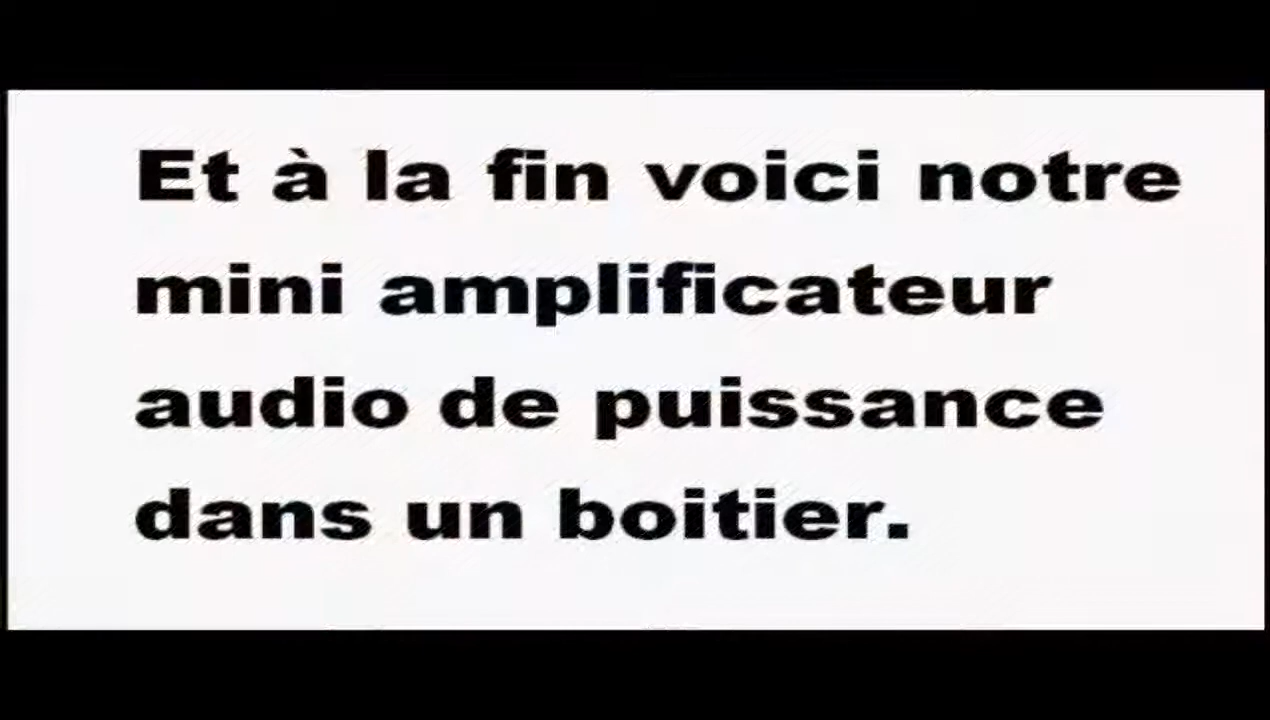 Et à la fin voici notre
mini amplificateur
audio de puissance
dans un boitier.